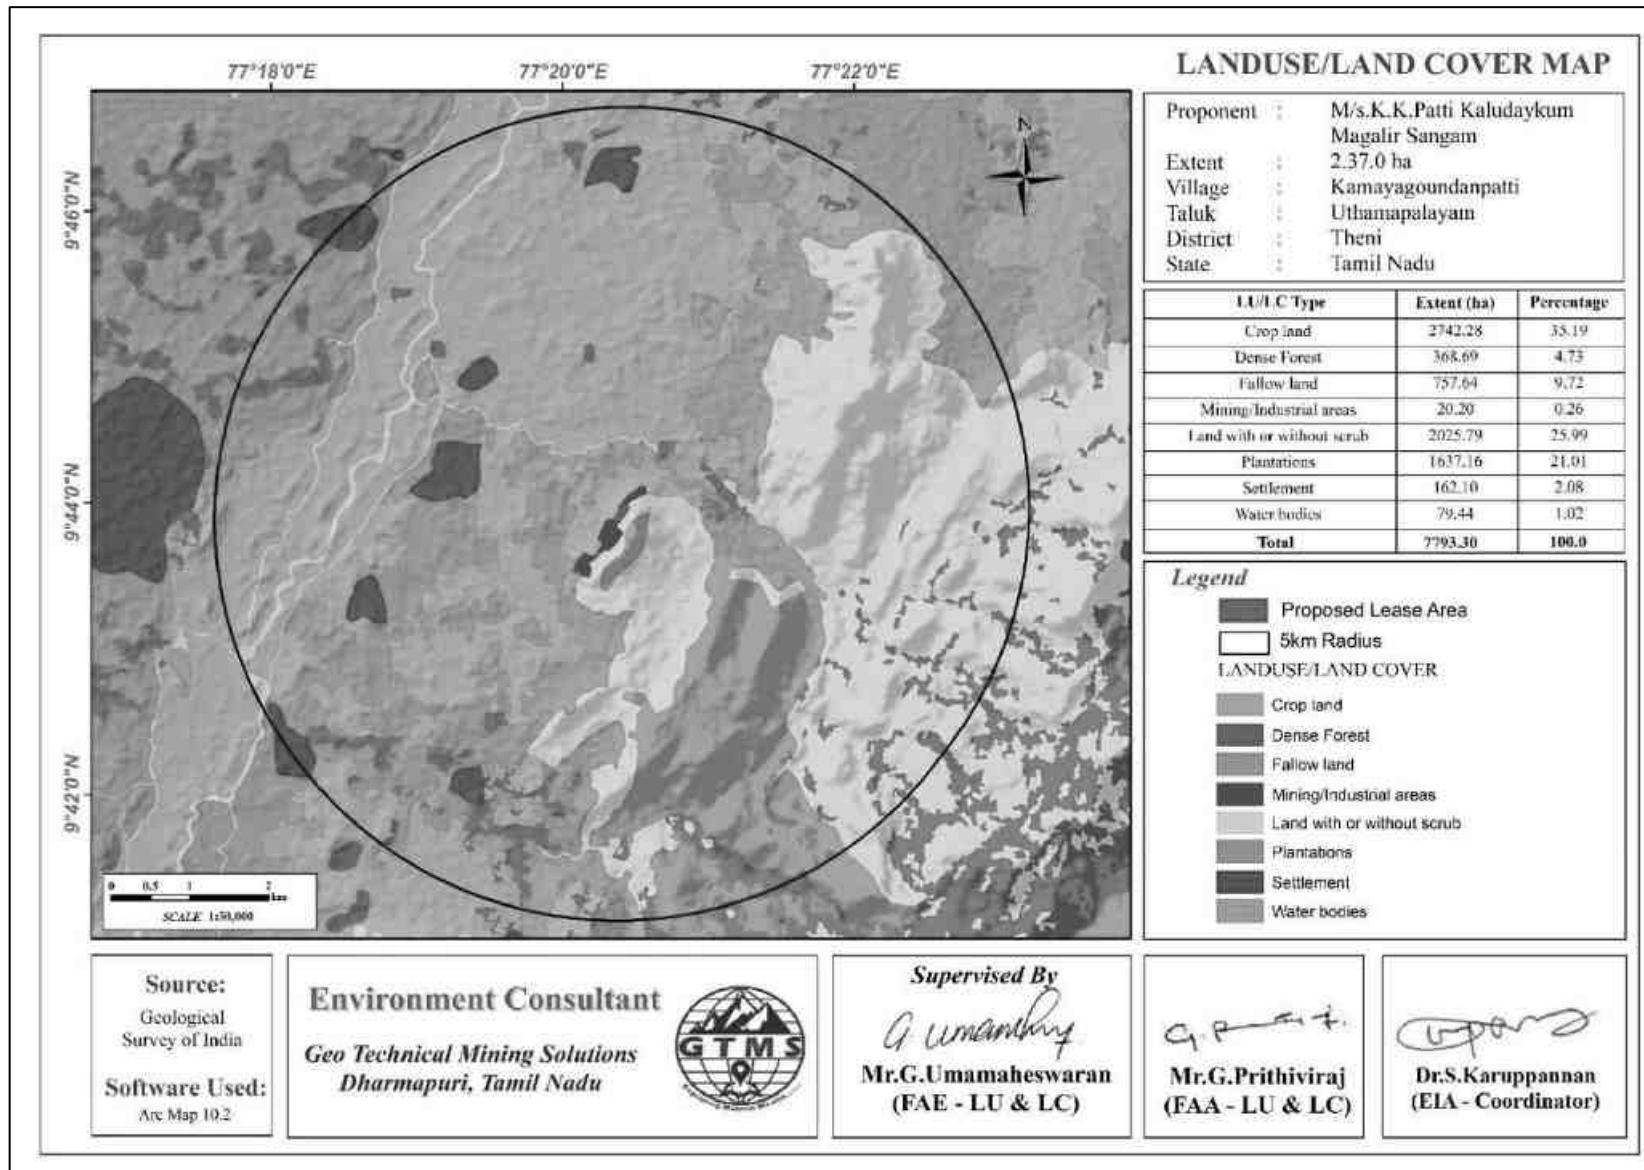 LANDUSE/LAND COVER MAP
77°18'0"E 77°20'0"E 77°22'0"E
9°46'0"N
9°44'0"N
9°42'0"N
N
Proponent : M/s.K.K.Patti Kaludaykum
Magalir Sangam
Extent : 2.37.0 ha
Village : Kamayagoundanpatti
Taluk : Uthamapalayam
District : Theni
State : Tamil Nadu
LU/LC Type Extent (ha) Percentage
Crop land 2742.28 35.19
Dense Forest 368.69 4.73
Fallow land 757.64 9.72
Mining/Industrial areas 20.20 0.26
Land with or without scrub 2025.79 25.99
Plantations 1637.16 21.01
Settlement 162.10 2.08
Water bodies 79.44 1.02
Total 7793.30 100.0
Legend
Proposed Lease Area
5km Radius
LANDUSE/LAND COVER
Crop land
Dense Forest
Fallow land
Mining/Industrial areas
Land with or without scrub
Plantations
Settlement
Water bodies
0 0.5 1 2
km
SCALE 1:50,000
Source:
Geological
Survey of India
Software Used:
Arc Map 10.2
Environment Consultant
Geo Technical Mining Solutions
Dharmapuri, Tamil Nadu
GTMS
Supervised By
Mr.G.Umamaheswaran
(FAE - LU & LC)
Mr.G.Prithiviraj
(FAA - LU & LC)
Dr.S.Karuppannan
(EIA - Coordinator)